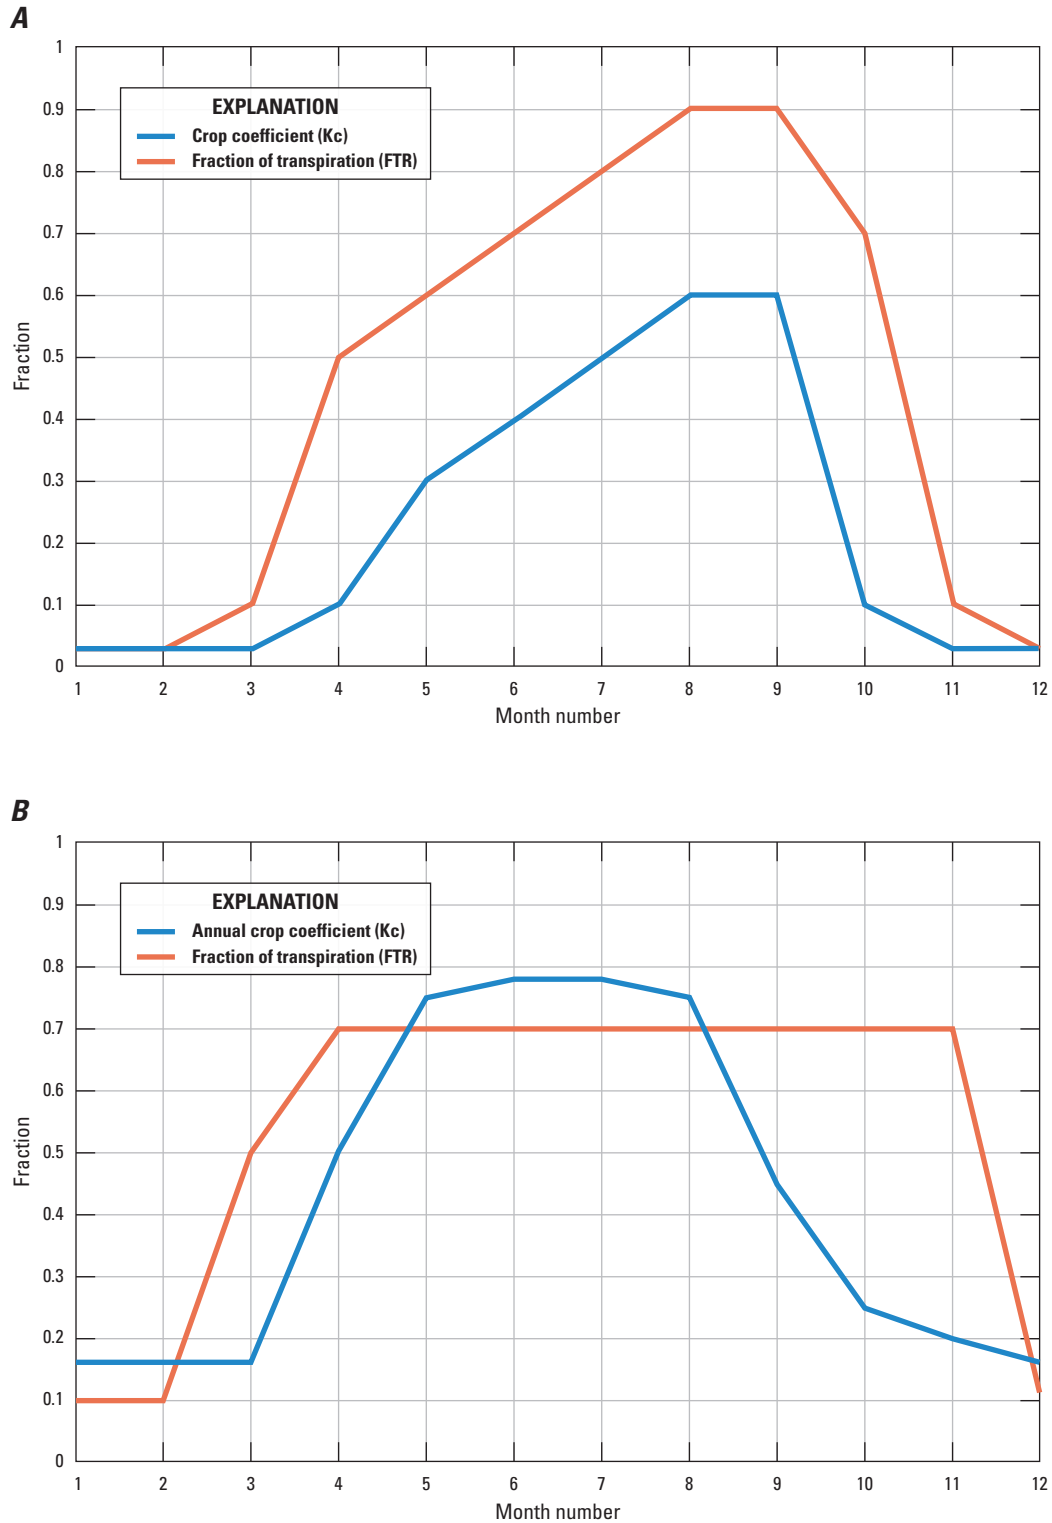 A
1
0.9
0.8
0.7
0.6
0.5
0.4
0.3
0.2
0.1
0
Fraction
EXPLANATION
Crop coefficient (Kc)
Fraction of transpiration (FTR)
1 2 3 4 5 6 7 8 9 10 11 12
Month number
B
1
0.9
0.8
0.7
0.6
0.5
0.4
0.3
0.2
0.1
0
Fraction
EXPLANATION
Annual crop coefficient (Kc)
Fraction of transpiration (FTR)
1 2 3 4 5 6 7 8 9 10 11 12
Month number